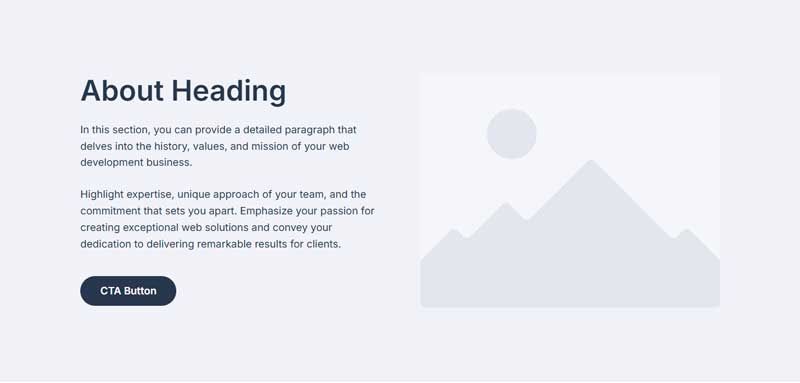 About Heading
In this section, you can provide a detailed paragraph that
delves into the history, values, and mission of your web
development business.
Highlight expertise, unique approach of your team, and the
commitment that sets you apart. Emphasize your passion for
creating exceptional web solutions and convey your
dedication to delivering remarkable results for clients.
CTA Button